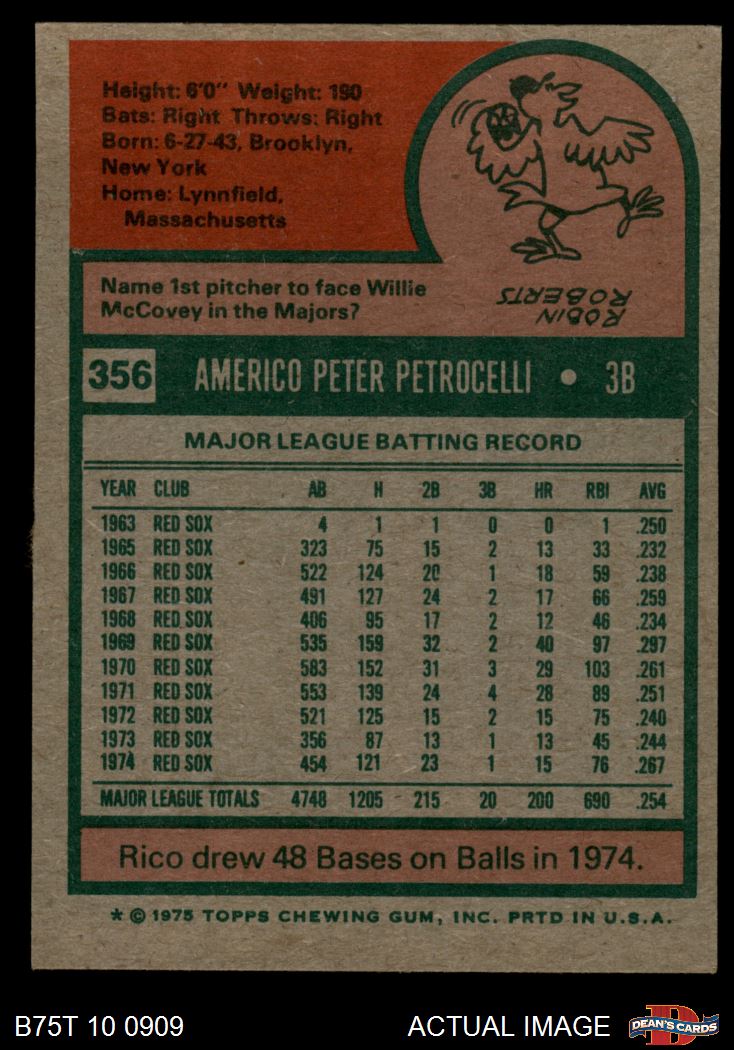 Height: 6'0" Weight: 190
Bats: Right Throws: Right
Born: 6-27-43, Brooklyn,
New York
Home: Lynnfield,
Massachusetts
Name 1st pitcher to face Willie
McCovey in the Majors?
ROBIN
ROBERTS
356 AMERICO PETER PETROCELLI • 3B
MAJOR LEAGUE BATTING RECORD
YEAR CLUB AB H 2B 3B HR RBI AVG
1963 RED SOX 4 1 1 0 0 1 .250
1965 RED SOX 323 75 15 2 13 33 .232
1966 RED SOX 522 124 20 1 18 59 .238
1967 RED SOX 491 127 24 2 17 66 .259
1968 RED SOX 406 95 17 2 12 46 .234
1969 RED SOX 535 159 32 2 40 97 .297
1970 RED SOX 583 152 31 3 29 103 .261
1971 RED SOX 553 139 24 4 28 89 .251
1972 RED SOX 521 125 15 2 15 75 .240
1973 RED SOX 356 87 13 1 13 45 .244
1974 RED SOX 454 121 23 1 15 76 .267
MAJOR LEAGUE TOTALS 4748 1205 215 20 200 690 .254
Rico drew 48 Bases on Balls in 1974.
* © 1975 TOPPS CHEWING GUM, INC. PRTD IN U.S.A.
B75T 10 0909 ACTUAL IMAGE
DEAN'S CARDS